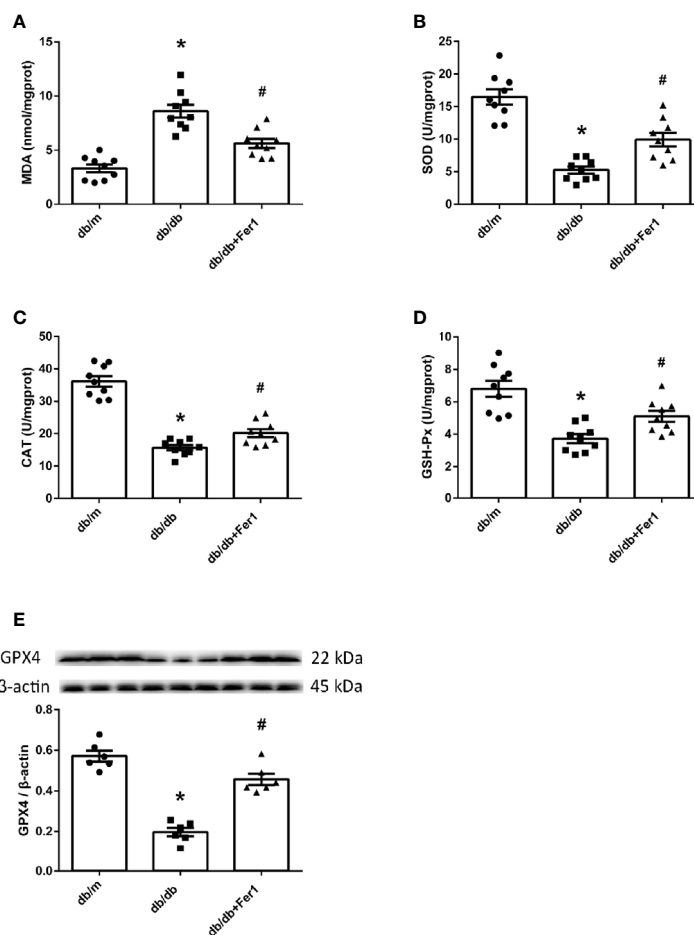 A
MDA (nmol/mgprot)
15
10
5
0
*
#
db/m
db/db
db/db+Fer1
B
SOD (U/mgprot)
25
20
15
10
5
0
*
#
db/m
db/db
db/db+Fer1
C
CAT (U/mgprot)
50
40
30
20
10
0
*
#
db/m
db/db
db/db+Fer1
D
GSH-Px (U/mgprot)
10
8
6
4
2
0
*
#
db/m
db/db
db/db+Fer1
E
GPX4 22 kDa
β-actin 45 kDa
GPX4 / β-actin
0.8
0.6
0.4
0.2
0.0
*
#
db/m
db/db
db/db+Fer1